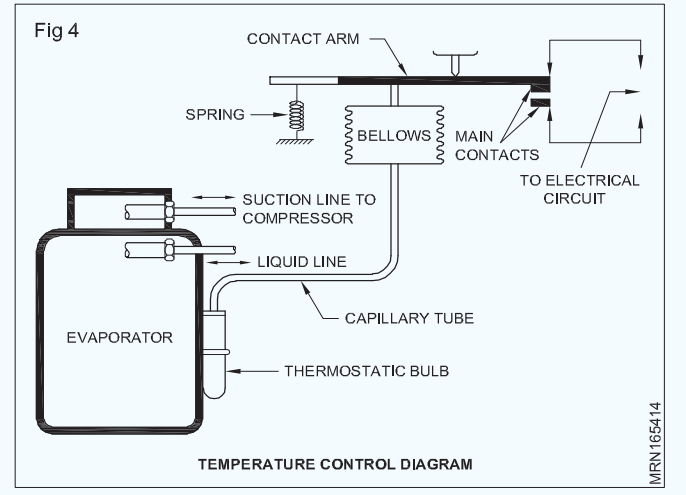 Fig 4
CONTACT ARM
SPRING
BELLOWS
MAIN
CONTACTS
TO ELECTRICAL
CIRCUIT
SUCTION LINE TO
COMPRESSOR
LIQUID LINE
CAPILLARY TUBE
EVAPORATOR
THERMOSTATIC BULB
TEMPERATURE CONTROL DIAGRAM
MRN165414